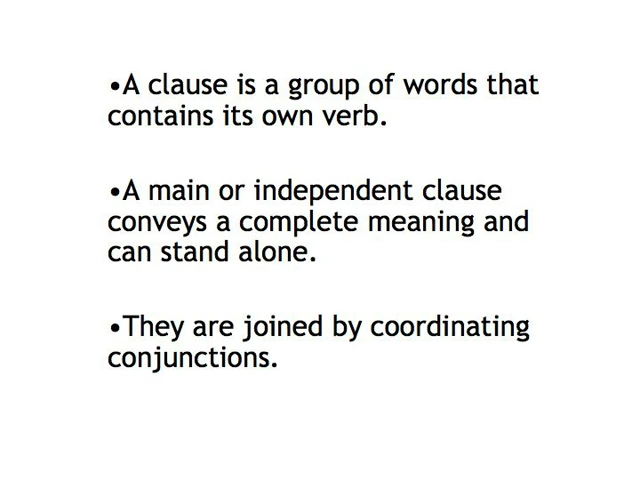 •A clause is a group of words that
contains its own verb.
•A main or independent clause
conveys a complete meaning and
can stand alone.
•They are joined by coordinating
conjunctions.